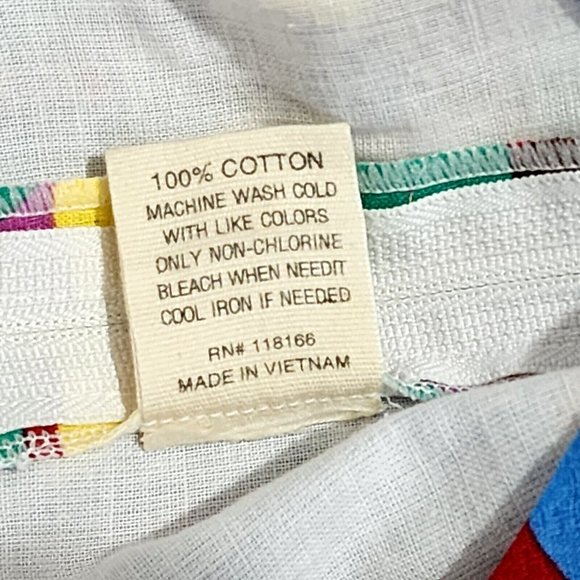 100% COTTON
MACHINE WASH COLD
WITH LIKE COLORS
ONLY NON-CHLORINE
BLEACH WHEN NEEDIT
COOL IRON IF NEEDED
RN# 118166
MADE IN VIETNAM